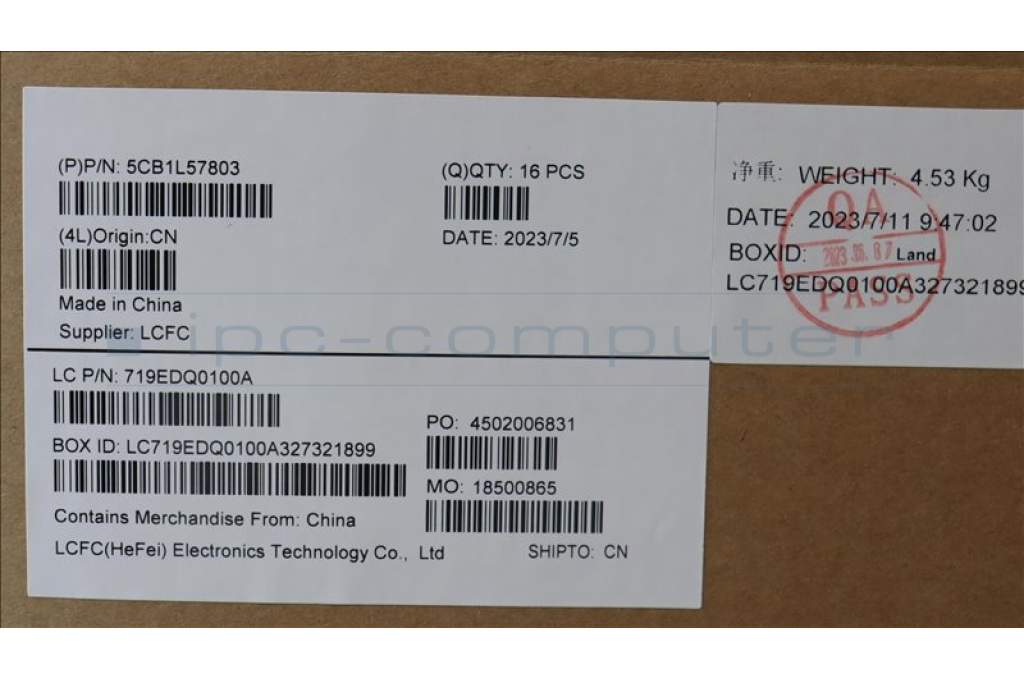 (P)P/N: 5CB1L57803
(Q)QTY: 16 PCS
(4L)Origin:CN
DATE: 2023/7/5
Made in China
Supplier: LCFC
净重: WEIGHT: 4.53 Kg
DATE: 2023/7/11 9:47:02
BOXID: Land
LC719EDQ0100A327321899
QA
PASS
ipc-computer
LC P/N: 719EDQ0100A
PO: 4502006831
BOX ID: LC719EDQ0100A327321899
MO: 18500865
Contains Merchandise From: China
LCFC(HeFei) Electronics Technology Co., Ltd
SHIPTO: CN